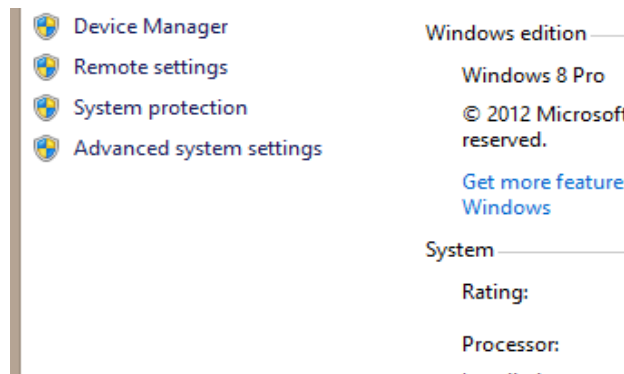 Device Manager
Remote settings
System protection
Advanced system settings
Windows edition
Windows 8 Pro
© 2012 Microsoft
reserved.
Get more feature
Windows
System
Rating:
Processor: